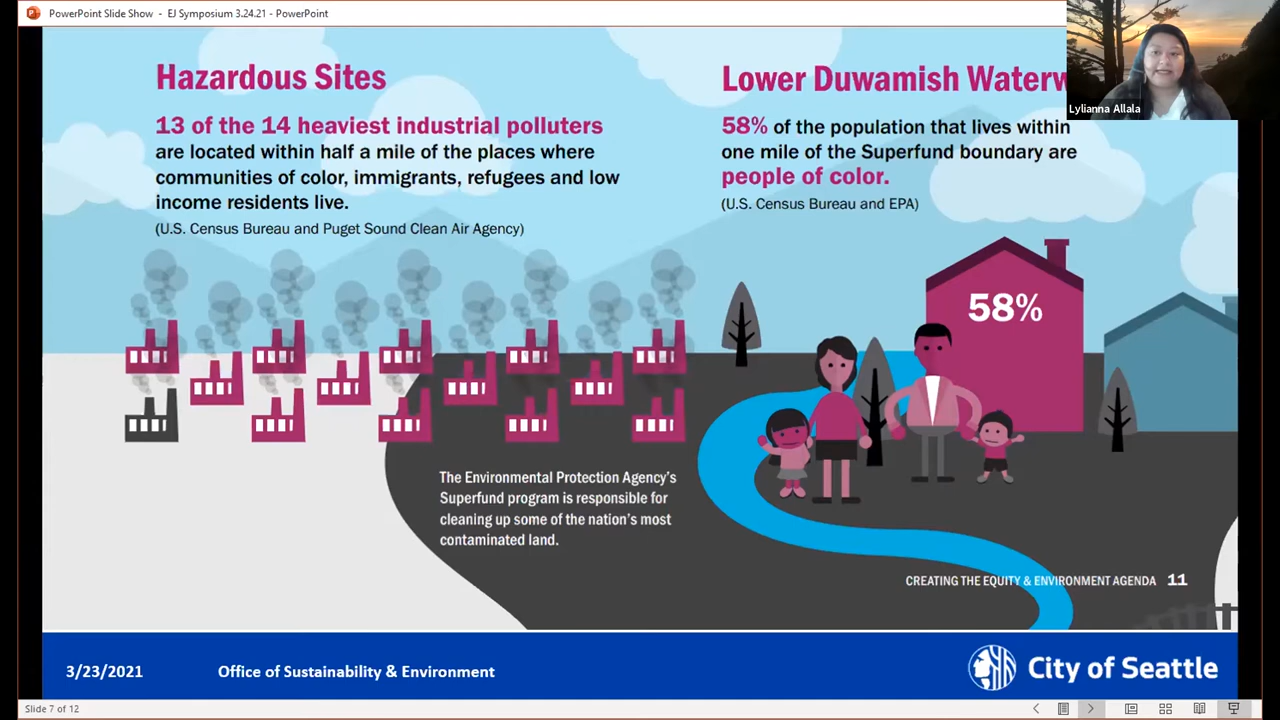 PowerPoint Slide Show - EJ Symposium 3.24.21 - PowerPoint
Lylianna Allala
Hazardous Sites
13 of the 14 heaviest industrial polluters
are located within half a mile of the places where
communities of color, immigrants, refugees and low
income residents live.
(U.S. Census Bureau and Puget Sound Clean Air Agency)
Lower Duwamish Waterw
58% of the population that lives within
one mile of the Superfund boundary are
people of color.
(U.S. Census Bureau and EPA)
58%
The Environmental Protection Agency's
Superfund program is responsible for
cleaning up some of the nation's most
contaminated land.
CREATING THE EQUITY & ENVIRONMENT AGENDA 11
3/23/2021
Office of Sustainability & Environment
City of Seattle
Slide 7 of 12